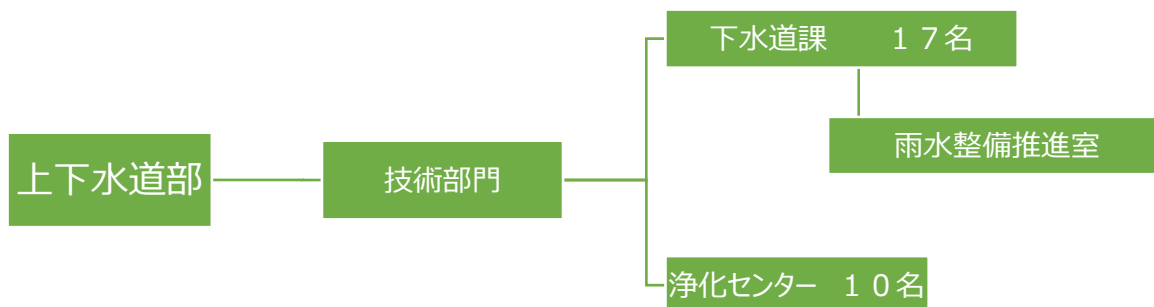 下水道課　　１７名
雨水整備推進室
上下水道部
技術部門
浄化センター　１０名